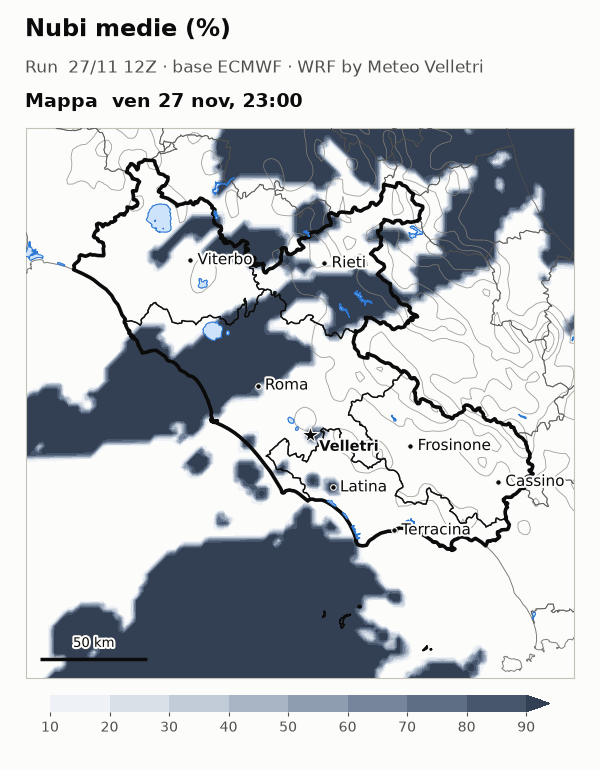 Nubi medie (%)
Run  27/11 12Z · base ECMWF · WRF by Meteo Velletri
Mappa  ven 27 nov, 23:00
Viterbo
Rieti
Roma
Velletri
Frosinone
Cassino
Latina
Terracina
50 km
10 20 30 40 50 60 70 80 90